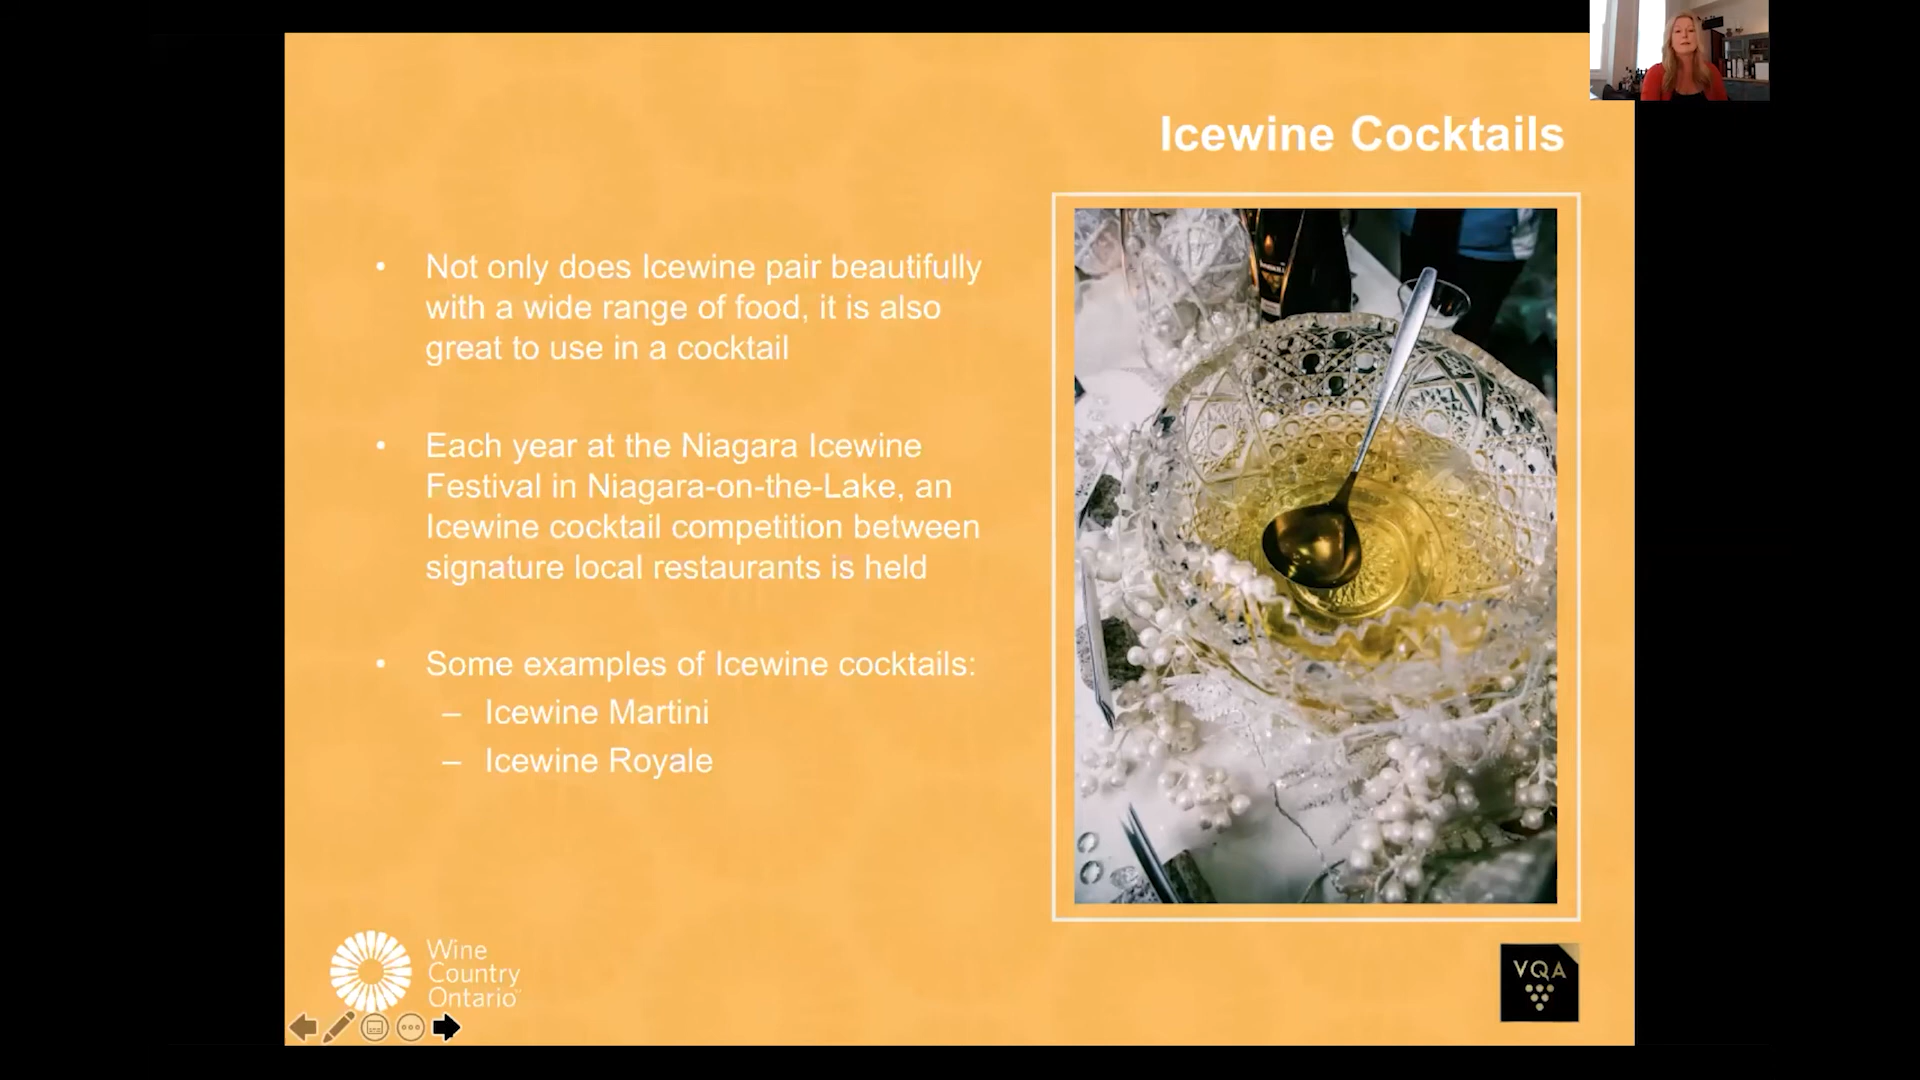 Icewine Cocktails
• Not only does Icewine pair beautifully
with a wide range of food, it is also
great to use in a cocktail
• Each year at the Niagara Icewine
Festival in Niagara-on-the-Lake, an
Icewine cocktail competition between
signature local restaurants is held
• Some examples of Icewine cocktails:
– Icewine Martini
– Icewine Royale
Wine
Country
Ontario
VQA